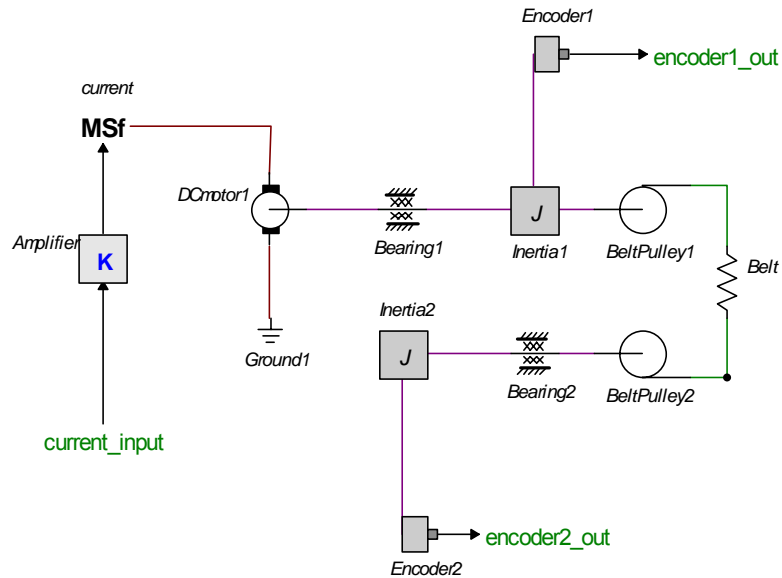 Encoder1
encoder1_out
current
MSf
DCmotor1
Amplifier
K
Bearing1
J
Inertia1
BeltPulley1
Belt
Inertia2
J
Ground1
Bearing2
BeltPulley2
current_input
encoder2_out
Encoder2